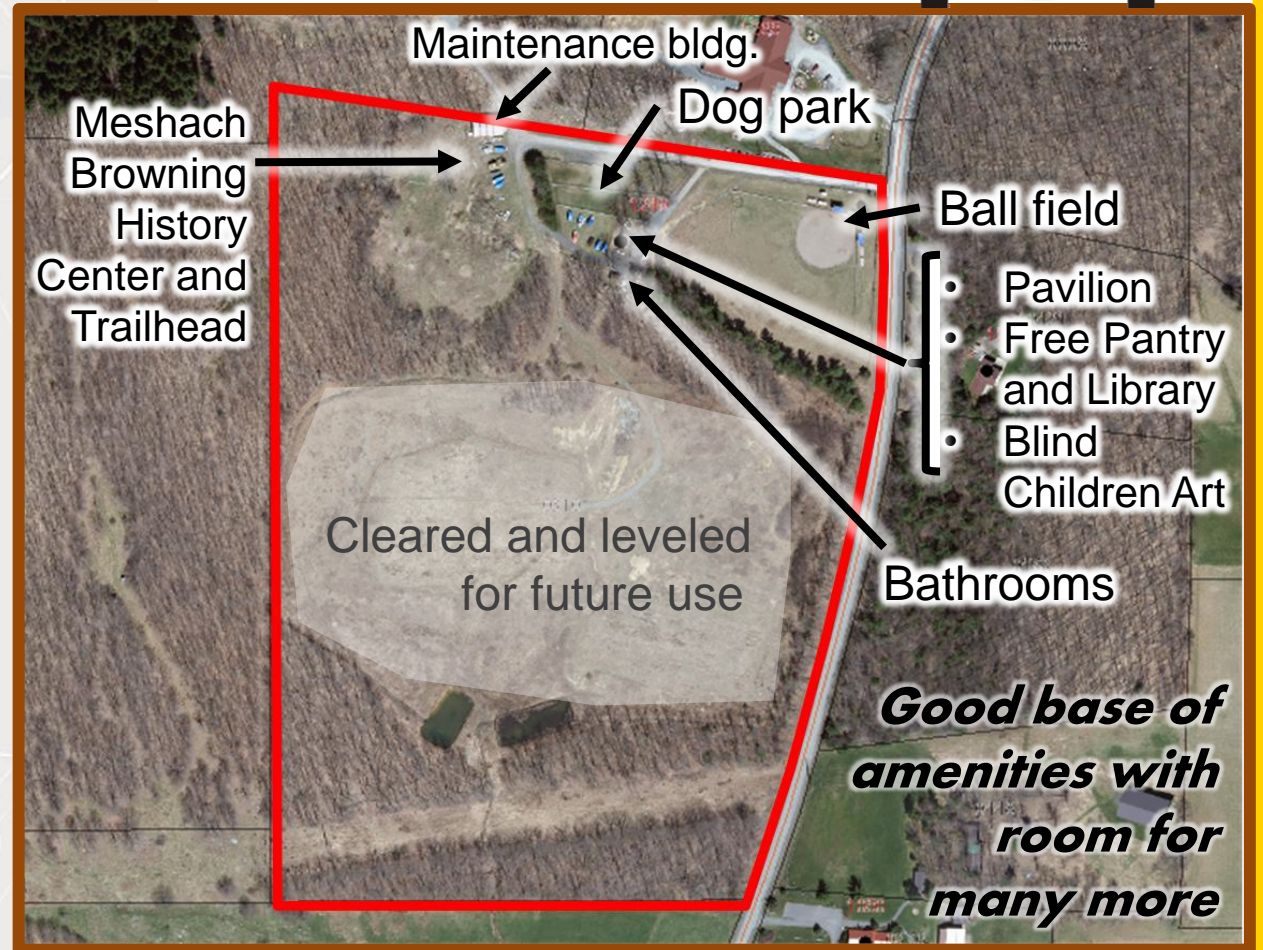 Maintenance bldg.
Dog park
Meshach
Browning
History
Center and
Trailhead
Ball field
• Pavilion
• Free Pantry
and Library
• Blind
Children Art
Cleared and leveled
for future use
Bathrooms
Good base of
amenities with
room for
many more